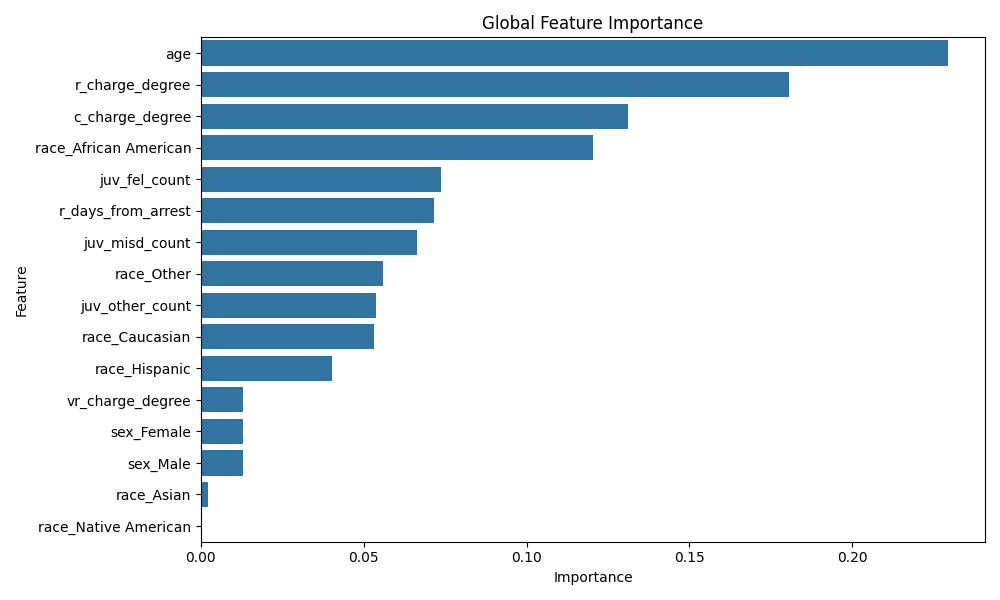 Global Feature Importance
age
r_charge_degree
c_charge_degree
race_African American
juv_fel_count
r_days_from_arrest
juv_misd_count
race_Other
juv_other_count
race_Caucasian
race_Hispanic
vr_charge_degree
sex_Female
sex_Male
race_Asian
race_Native American
Feature
0.00 0.05 0.10 0.15 0.20
Importance